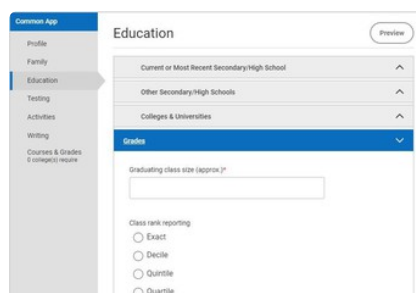 Common App
Profile
Family
Education
Testing
Activities
Writing
Courses & Grades
0 college(s) require
Education
Preview
Current or Most Recent Secondary/High School
Other Secondary/High Schools
Colleges & Universities
Grades
Graduating class size (approx.)*
Class rank reporting
Exact
Decile
Quintile
Quartile